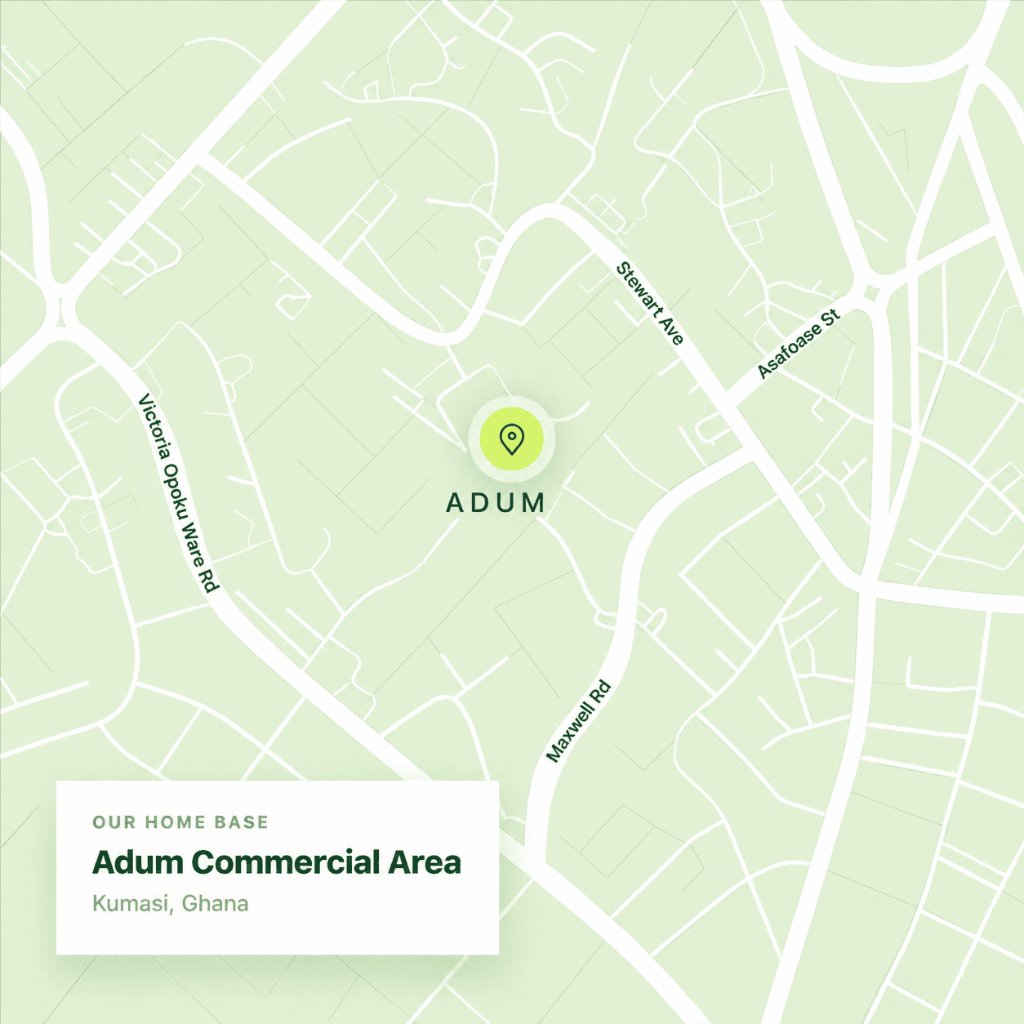 Stewart Ave
Asafoase St
Victoria Opoku Ware Rd
ADUM
Maxwell Rd
OUR HOME BASE
Adum Commercial Area
Kumasi, Ghana